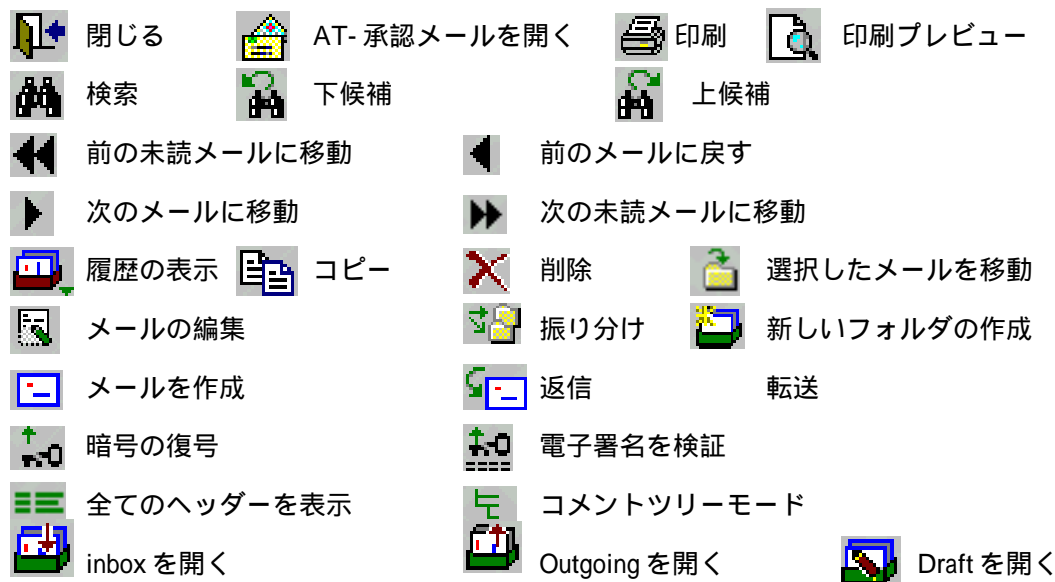 閉じる AT- 承認メールを開く 印刷 印刷プレビュー
検索 下候補 上候補
前の未読メールに移動 前のメールに戻す
次のメールに移動 次の未読メールに移動
履歴の表示 コピー 削除 選択したメールを移動
メールの編集 振り分け 新しいフォルダの作成
メールを作成 返信 転送
暗号の復号 電子署名を検証
全てのヘッダーを表示 コメントツリーモード
inbox を開く Outgoing を開く Draft を開く